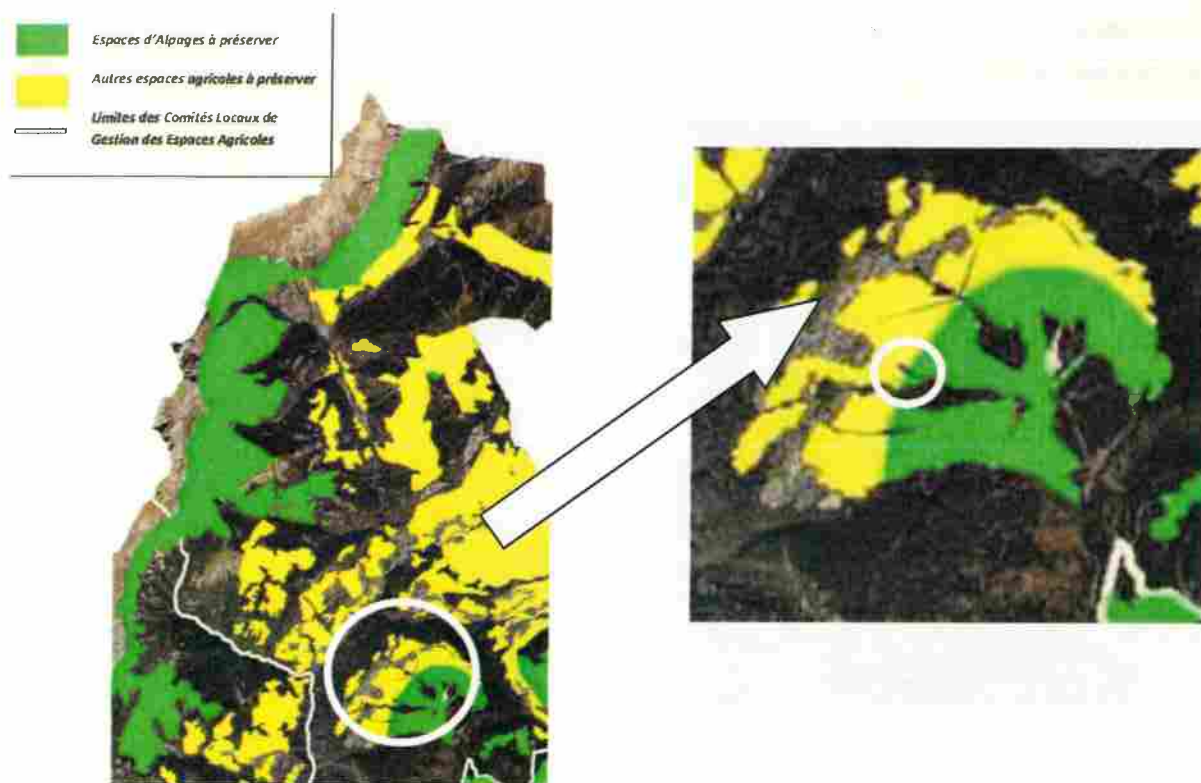 Espaces d'Alpages à préserver
Autres espaces agricoles à préserver
Limites des Comités Locaux de
Gestion des Espaces Agricoles